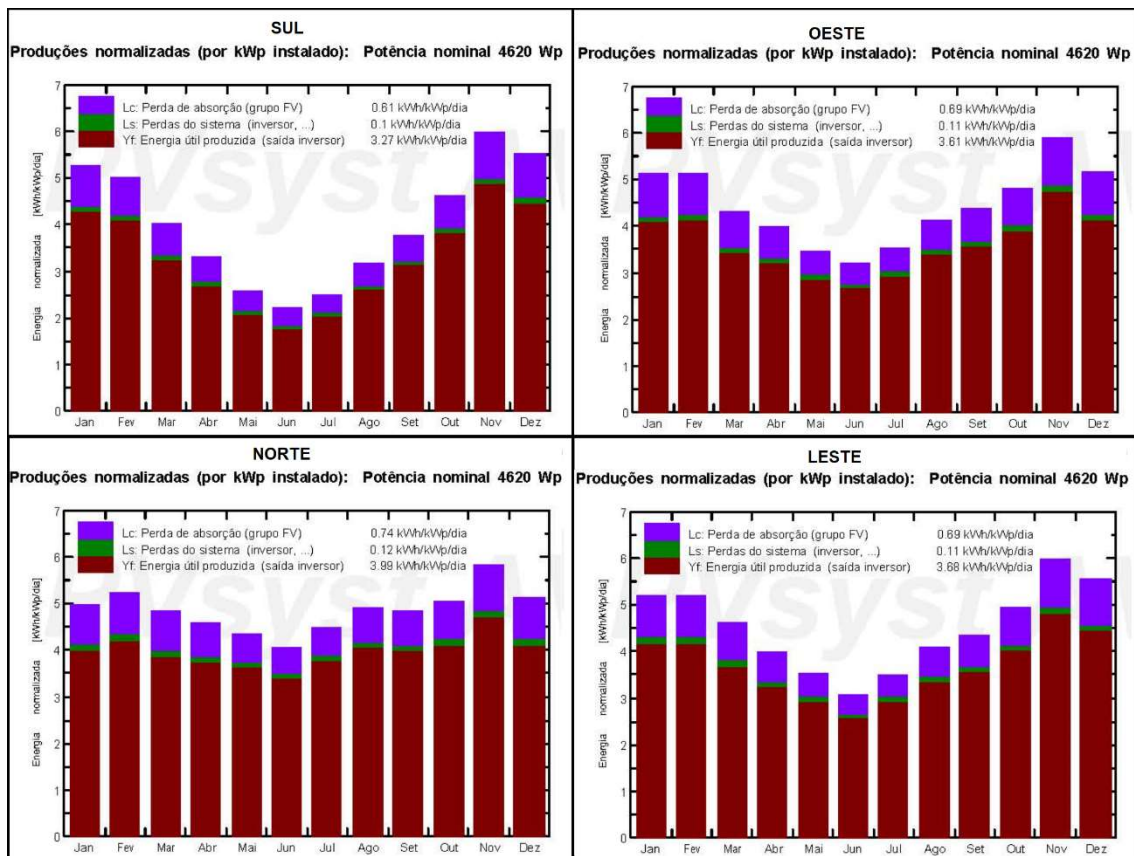 SUL
Produções normalizadas (por kWp instalado): Potência nominal 4620 Wp
Lc: Perda de absorção (grupo FV) 0.61 kWh/kWp/dia
Ls: Perdas do sistema (inversor, ...) 0.1 kWh/kWp/dia
Yf: Energia útil produzida (saída inversor) 3.27 kWh/kWp/dia
PVsyst
Energia normalizada [kWh/kWp/dia]
7
6
5
4
3
2
1
0
Jan Fev Mar Abr Mai Jun Jul Ago Set Out Nov Dez
OESTE
Produções normalizadas (por kWp instalado): Potência nominal 4620 Wp
Lc: Perda de absorção (grupo FV) 0.69 kWh/kWp/dia
Ls: Perdas do sistema (inversor, ...) 0.11 kWh/kWp/dia
Yf: Energia útil produzida (saída inversor) 3.61 kWh/kWp/dia
PVsyst
Energia normalizada [kWh/kWp/dia]
7
6
5
4
3
2
1
0
Jan Fev Mar Abr Mai Jun Jul Ago Set Out Nov Dez
NORTE
Produções normalizadas (por kWp instalado): Potência nominal 4620 Wp
Lc: Perda de absorção (grupo FV) 0.74 kWh/kWp/dia
Ls: Perdas do sistema (inversor, ...) 0.12 kWh/kWp/dia
Yf: Energia útil produzida (saída inversor) 3.99 kWh/kWp/dia
PVsyst
Energia normalizada [kWh/kWp/dia]
7
6
5
4
3
2
1
0
Jan Fev Mar Abr Mai Jun Jul Ago Set Out Nov Dez
LESTE
Produções normalizadas (por kWp instalado): Potência nominal 4620 Wp
Lc: Perda de absorção (grupo FV) 0.69 kWh/kWp/dia
Ls: Perdas do sistema (inversor, ...) 0.11 kWh/kWp/dia
Yf: Energia útil produzida (saída inversor) 3.68 kWh/kWp/dia
PVsyst
Energia normalizada [kWh/kWp/dia]
7
6
5
4
3
2
1
0
Jan Fev Mar Abr Mai Jun Jul Ago Set Out Nov Dez